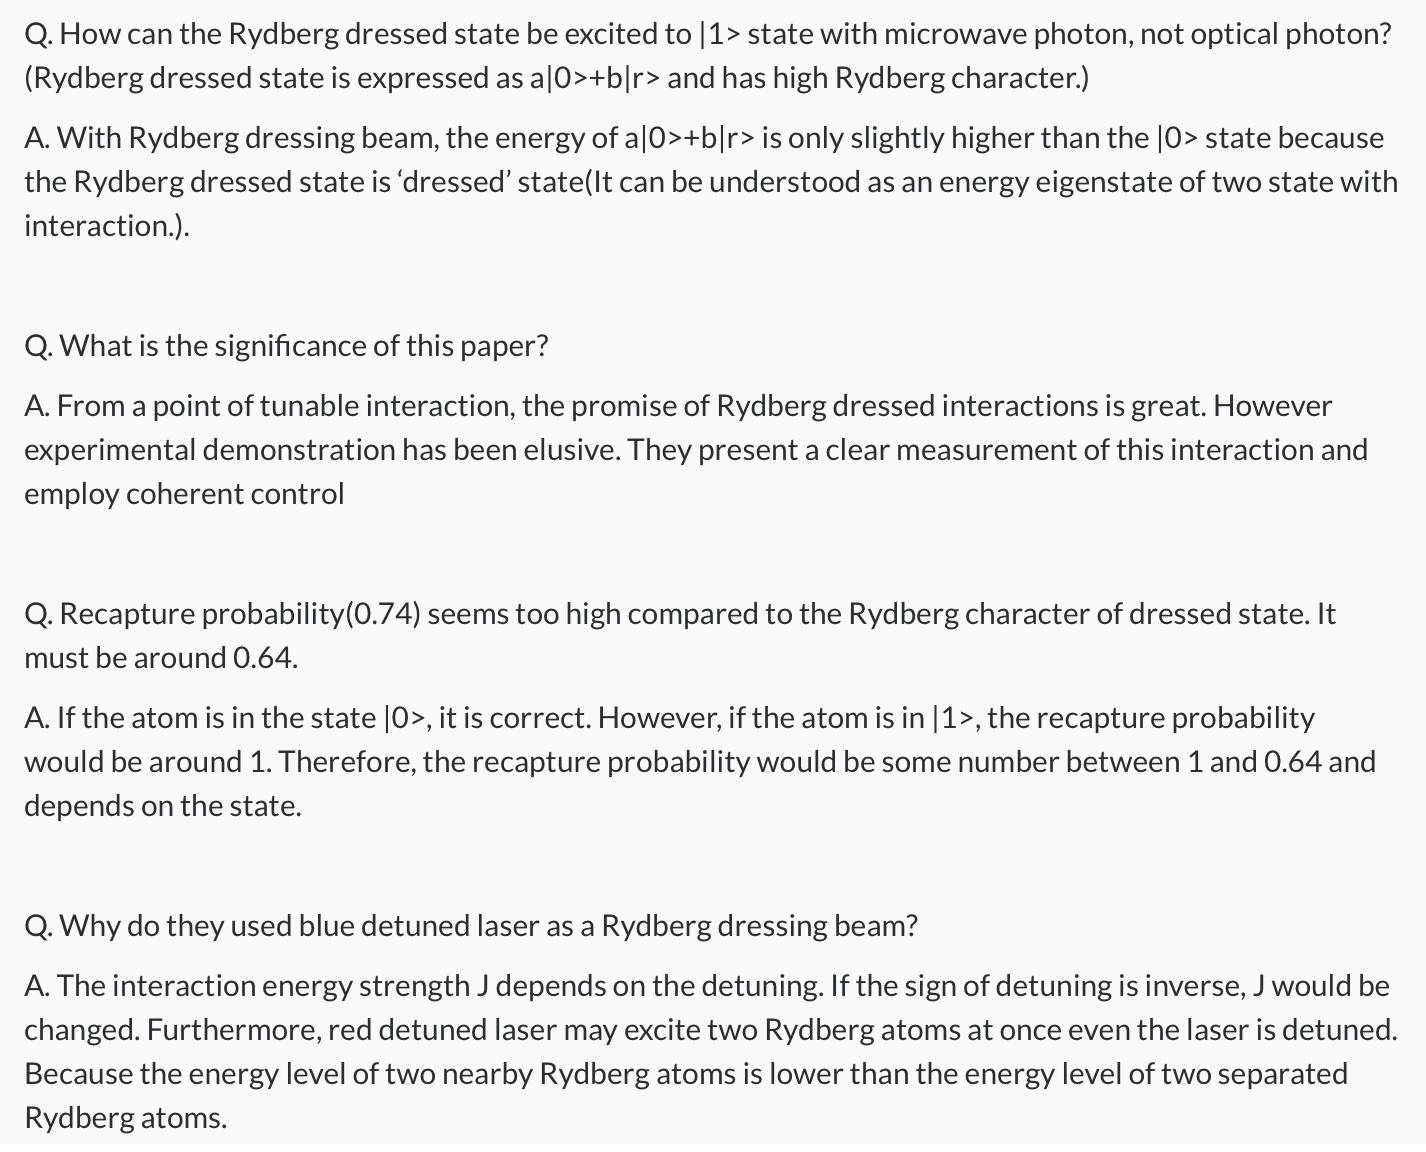 Q. How can the Rydberg dressed state be excited to |1> state with microwave photon, not optical photon?
(Rydberg dressed state is expressed as a|0>+b|r> and has high Rydberg character.)
A. With Rydberg dressing beam, the energy of a|0>+b|r> is only slightly higher than the |0> state because
the Rydberg dressed state is ‘dressed’ state(It can be understood as an energy eigenstate of two state with
interaction.).
Q. What is the significance of this paper?
A. From a point of tunable interaction, the promise of Rydberg dressed interactions is great. However
experimental demonstration has been elusive. They present a clear measurement of this interaction and
employ coherent control
Q. Recapture probability(0.74) seems too high compared to the Rydberg character of dressed state. It
must be around 0.64.
A. If the atom is in the state |0>, it is correct. However, if the atom is in |1>, the recapture probability
would be around 1. Therefore, the recapture probability would be some number between 1 and 0.64 and
depends on the state.
Q. Why do they used blue detuned laser as a Rydberg dressing beam?
A. The interaction energy strength J depends on the detuning. If the sign of detuning is inverse, J would be
changed. Furthermore, red detuned laser may excite two Rydberg atoms at once even the laser is detuned.
Because the energy level of two nearby Rydberg atoms is lower than the energy level of two separated
Rydberg atoms.